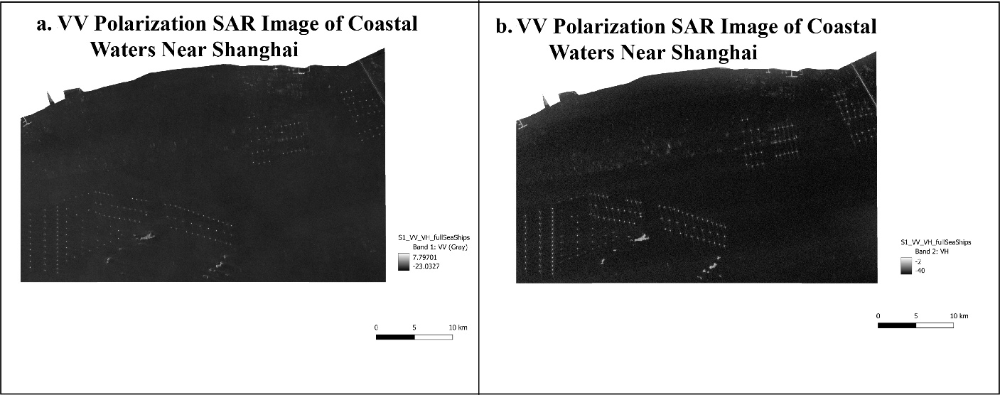 a. VV Polarization SAR Image of Coastal
Waters Near Shanghai
S1_VV_VH_fullSeaShips
Band 1: VV (Gray)
7.79701
-23.0327
0 5 10 km
b. VV Polarization SAR Image of Coastal
Waters Near Shanghai
S1_VV_VH_fullSeaShips
Band 2: VH
-2
-40
0 5 10 km